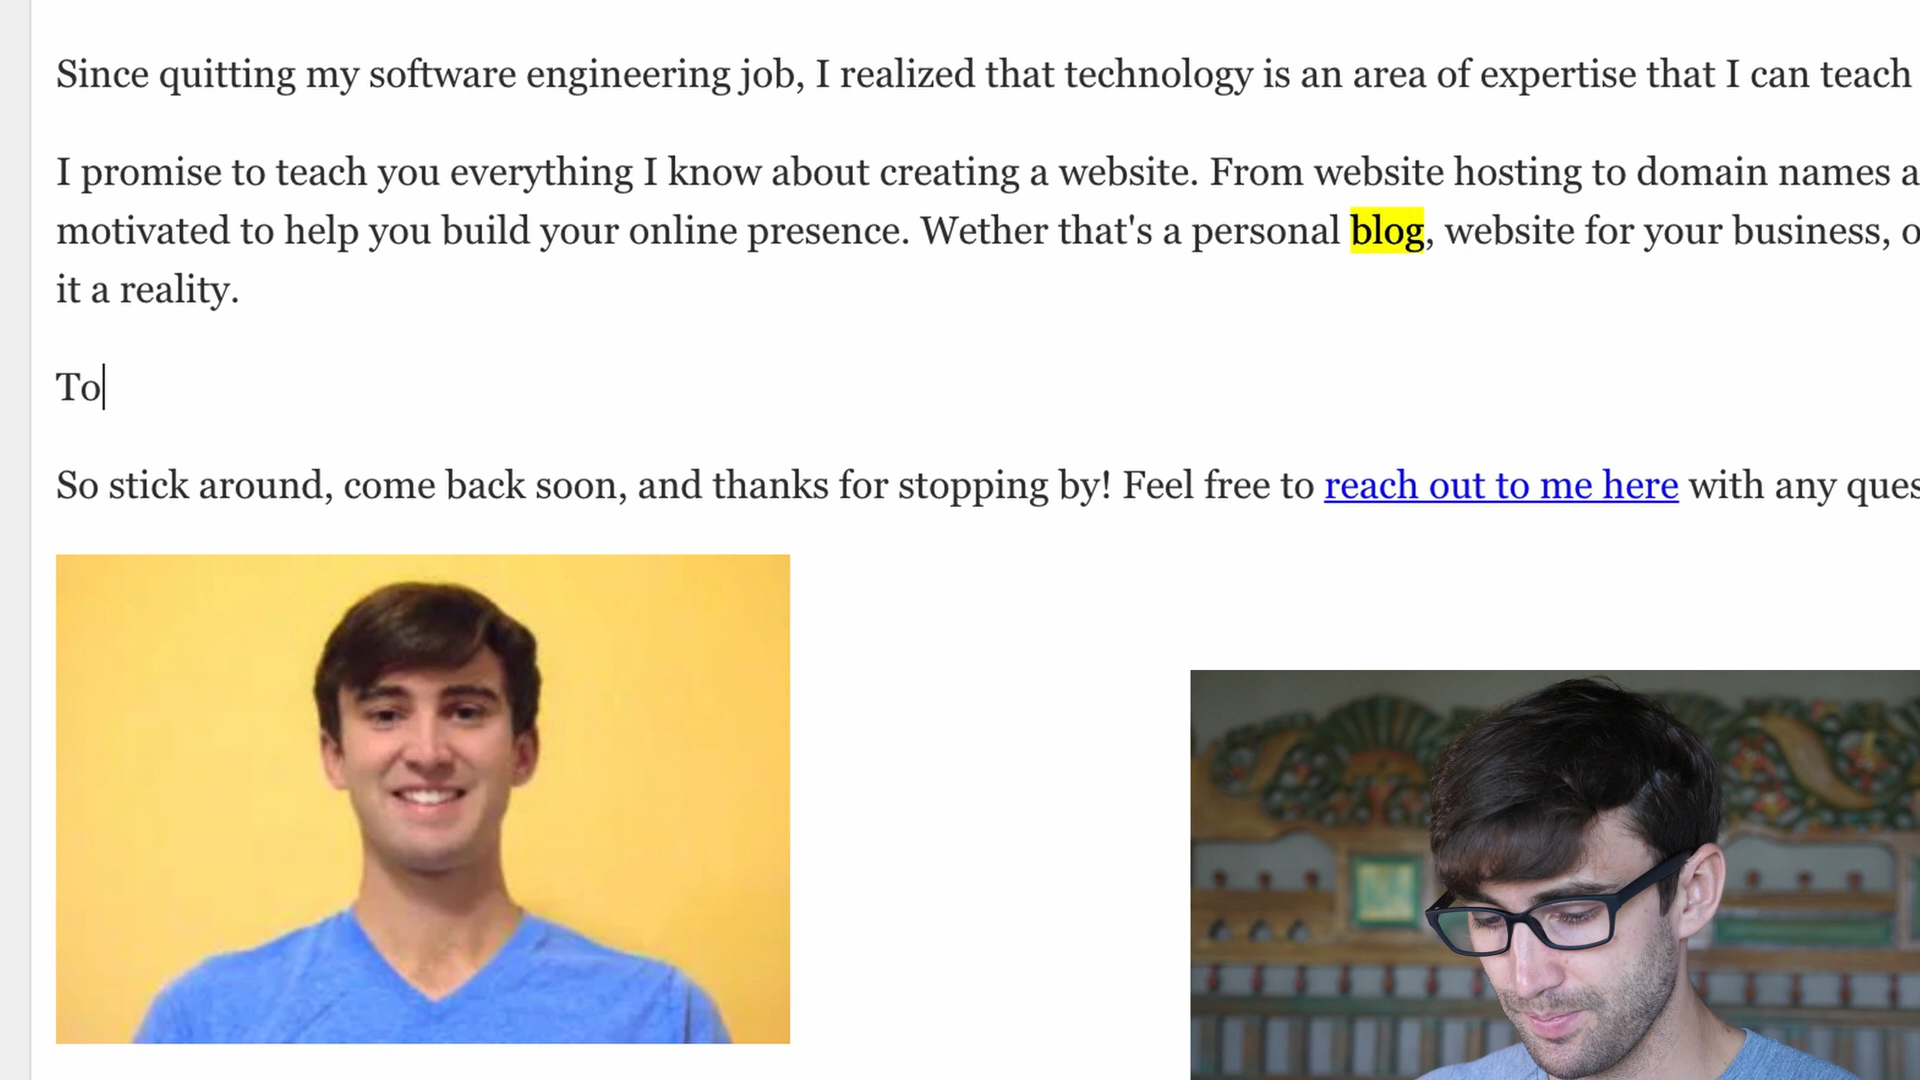 Since quitting my software engineering job, I realized that technology is an area of expertise that I can teach
I promise to teach you everything I know about creating a website. From website hosting to domain names a
motivated to help you build your online presence. Wether that's a personal blog, website for your business, o
it a reality.
To
So stick around, come back soon, and thanks for stopping by! Feel free to reach out to me here with any ques